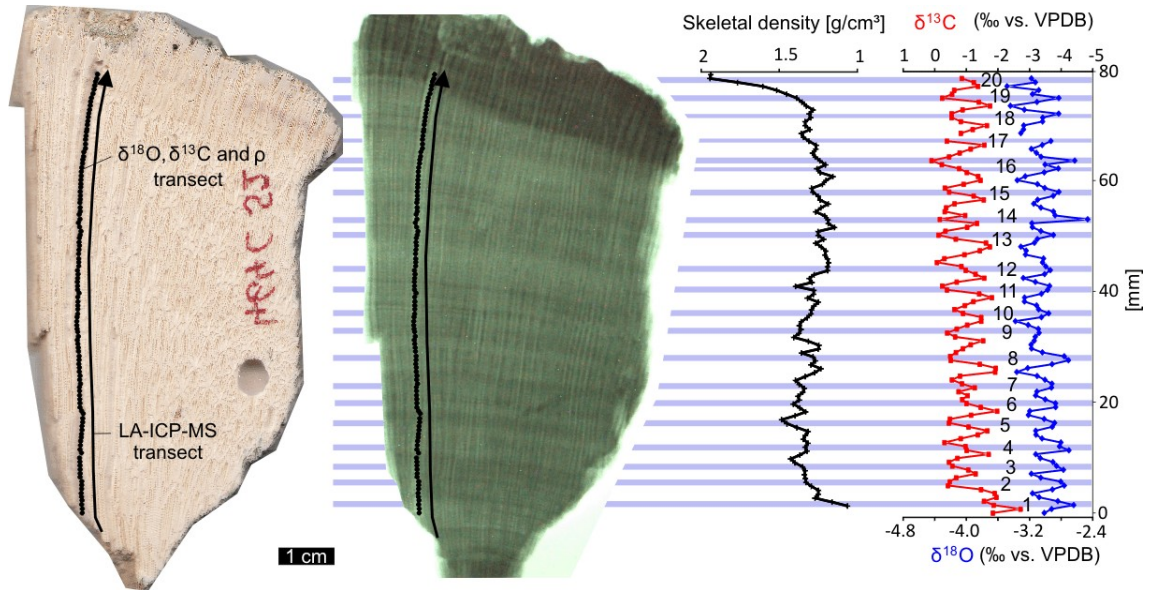 Skeletal density [g/cm³]
δ¹³C (‰ vs. VPDB)
2 1.5 1
1 0 -1 -2 -3 -4 -5
80
60
40
20
0
[mm]
20
19
18
17
16
15
14
13
12
11
10
9
8
7
6
5
4
3
2
1
-4.8 -4.0 -3.2 -2.4
δ¹⁸O (‰ vs. VPDB)
δ¹⁸O, δ¹³C and ρ
transect
LA-ICP-MS
transect
1 cm